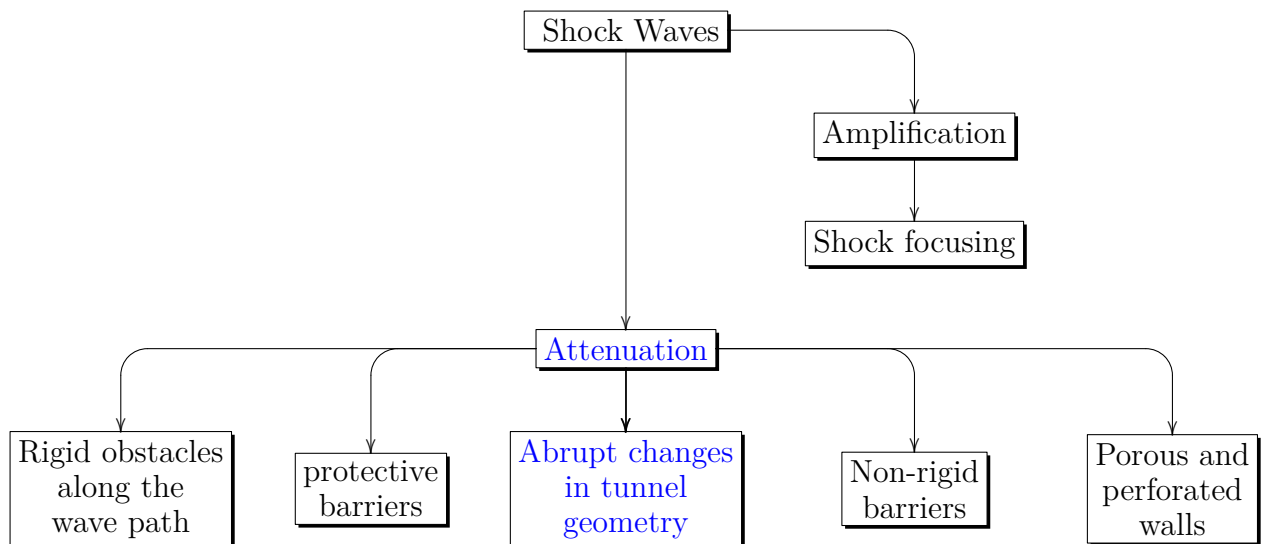 Shock Waves
Amplification
Shock focusing
Attenuation
Rigid obstacles
along the
wave path
protective
barriers
Abrupt changes
in tunnel
geometry
Non-rigid
barriers
Porous and
perforated
walls